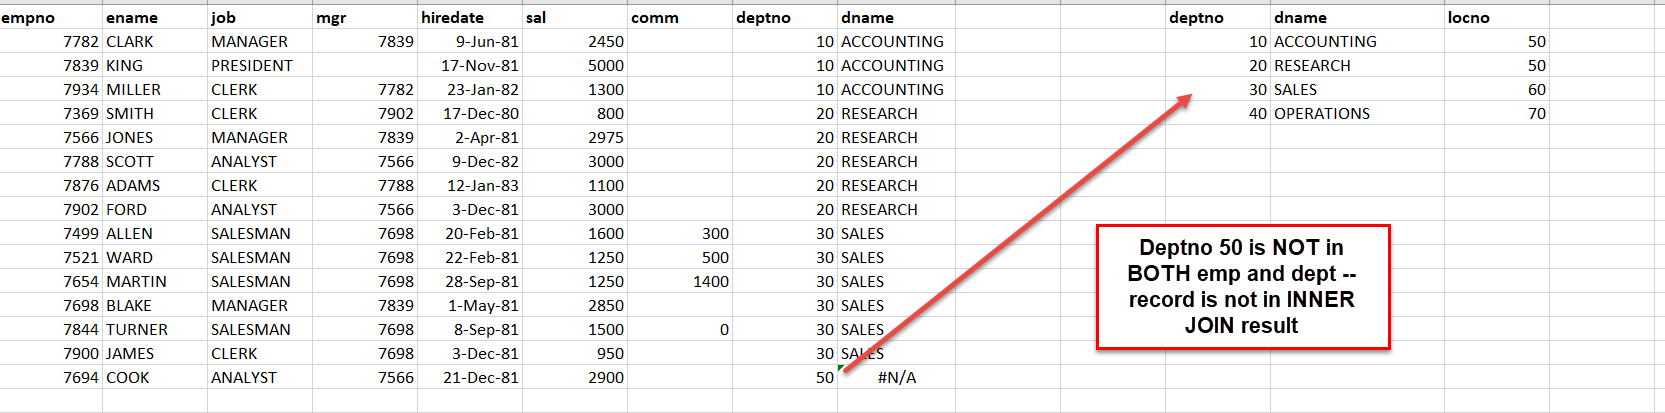 empno ename job mgr hiredate sal comm deptno dname deptno dname locno
7782 CLARK MANAGER 7839 9-Jun-81 2450 10 ACCOUNTING 10 ACCOUNTING 50
7839 KING PRESIDENT 17-Nov-81 5000 10 ACCOUNTING 20 RESEARCH 50
7934 MILLER CLERK 7782 23-Jan-82 1300 10 ACCOUNTING 30 SALES 60
7369 SMITH CLERK 7902 17-Dec-80 800 20 RESEARCH 40 OPERATIONS 70
7566 JONES MANAGER 7839 2-Apr-81 2975 20 RESEARCH
7788 SCOTT ANALYST 7566 9-Dec-82 3000 20 RESEARCH
7876 ADAMS CLERK 7788 12-Jan-83 1100 20 RESEARCH
7902 FORD ANALYST 7566 3-Dec-81 3000 20 RESEARCH
7499 ALLEN SALESMAN 7698 20-Feb-81 1600 300 30 SALES
7521 WARD SALESMAN 7698 22-Feb-81 1250 500 30 SALES
7654 MARTIN SALESMAN 7698 28-Sep-81 1250 1400 30 SALES
7698 BLAKE MANAGER 7839 1-May-81 2850 30 SALES
7844 TURNER SALESMAN 7698 8-Sep-81 1500 0 30 SALES
7900 JAMES CLERK 7698 3-Dec-81 950 30 SALES
7694 COOK ANALYST 7566 21-Dec-81 2900 50 #N/A
Deptno 50 is NOT in
BOTH emp and dept --
record is not in INNER
JOIN result